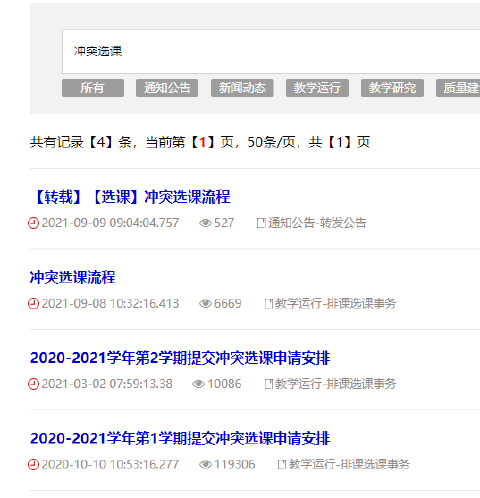 冲突选课
所有 通知公告 新闻动态 教学运行 教学研究 质量建
共有记录【4】条，当前第【1】页，50条/页，共【1】页
【转载】【选课】冲突选课流程
2021-09-09 09:04:04.757 527 通知公告-转发公告
冲突选课流程
2021-09-08 10:32:16.413 6669 教学运行-排课选课事务
2020-2021学年第2学期提交冲突选课申请安排
2021-03-02 07:59:13.38 10086 教学运行-排课选课事务
2020-2021学年第1学期提交冲突选课申请安排
2020-10-10 10:53:16.277 119306 教学运行-排课选课事务